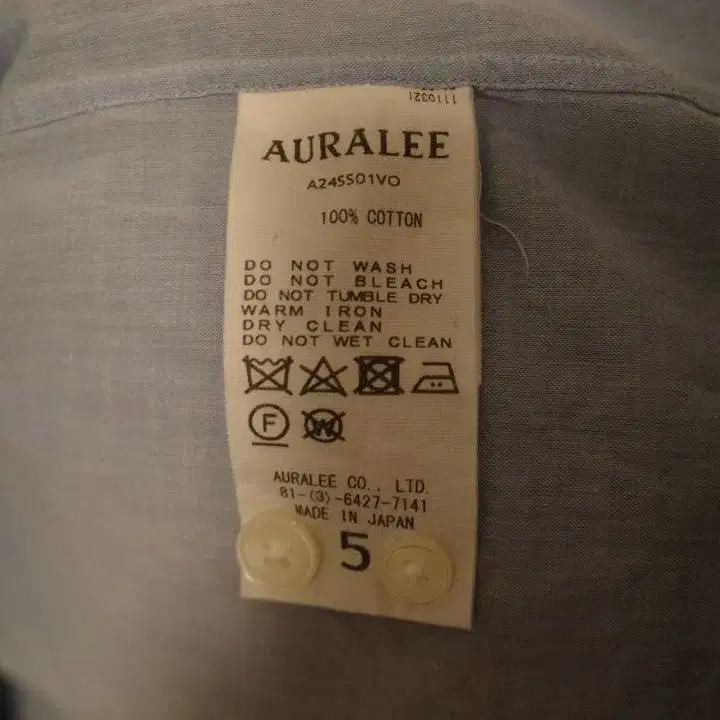 1110321
AURALEE
A24SS01VO
100% COTTON
DO NOT WASH
DO NOT BLEACH
DO NOT TUMBLE DRY
WARM IRON
DRY CLEAN
DO NOT WET CLEAN
F
W
AURALEE CO., LTD.
81-(3)-6427-7141
MADE IN JAPAN
5